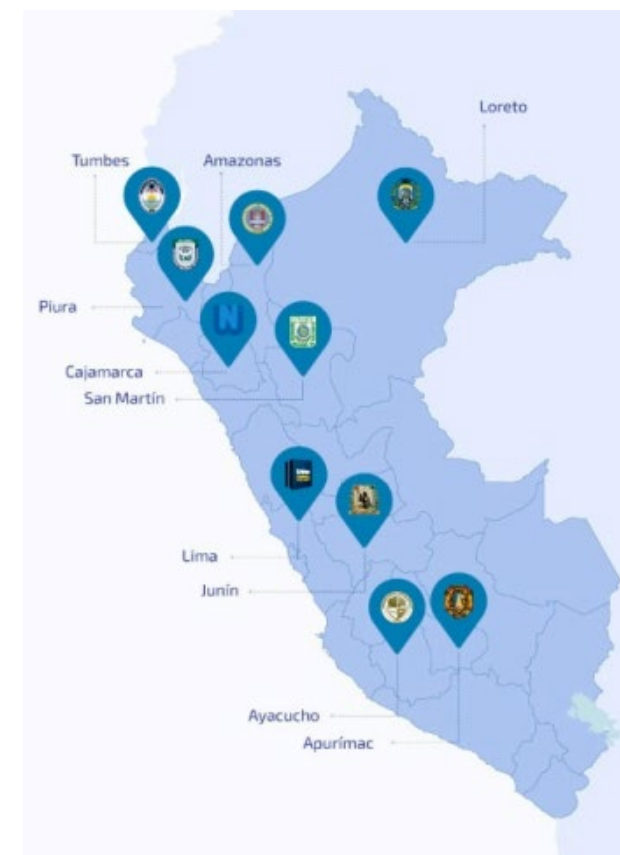 Loreto
Tumbes
Amazonas
Piura
N
Cajamarca
San Martín
Lima
Junín
Ayacucho
Apurímac